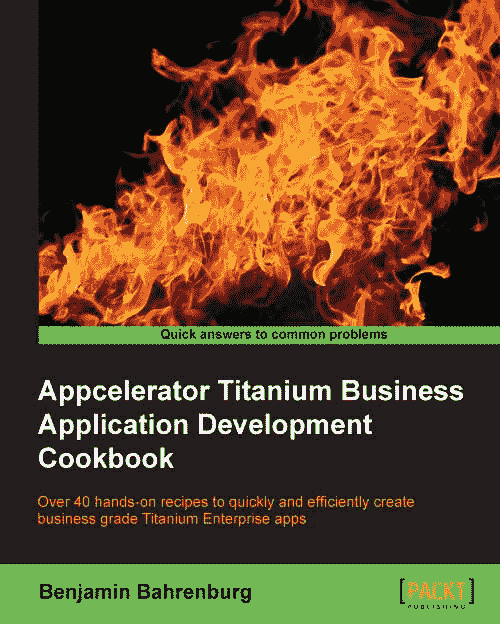 Quick answers to common problems
Appcelerator Titanium Business
Application Development
Cookbook
Over 40 hands-on recipes to quickly and efficiently create
business grade Titanium Enterprise apps
Benjamin Bahrenburg
[PACKT]
PUBLISHING